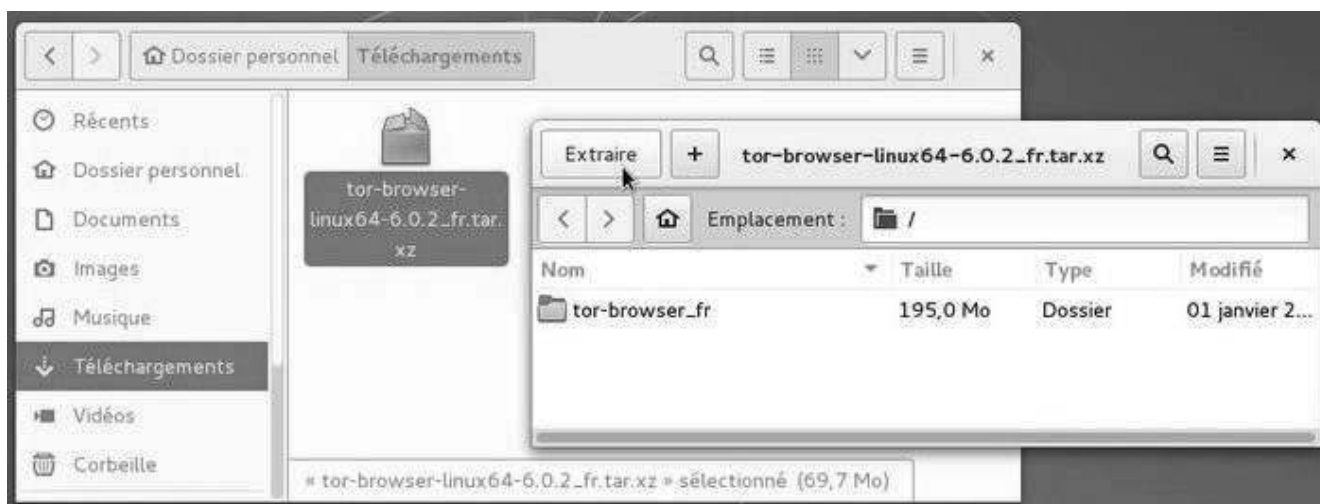 Dossier personnel Téléchargements
Récents
Dossier personnel
Documents
Images
Musique
Téléchargements
Vidéos
Corbeille
tor-browser-
linux64-6.0.2_fr.tar.
xz
« tor-browser-linux64-6.0.2_fr.tar.xz » sélectionné (69,7 Mo)
Extraire + tor-browser-linux64-6.0.2_fr.tar.xz
Emplacement : /
Nom Taille Type Modifié
tor-browser_fr 195,0 Mo Dossier 01 janvier 2...